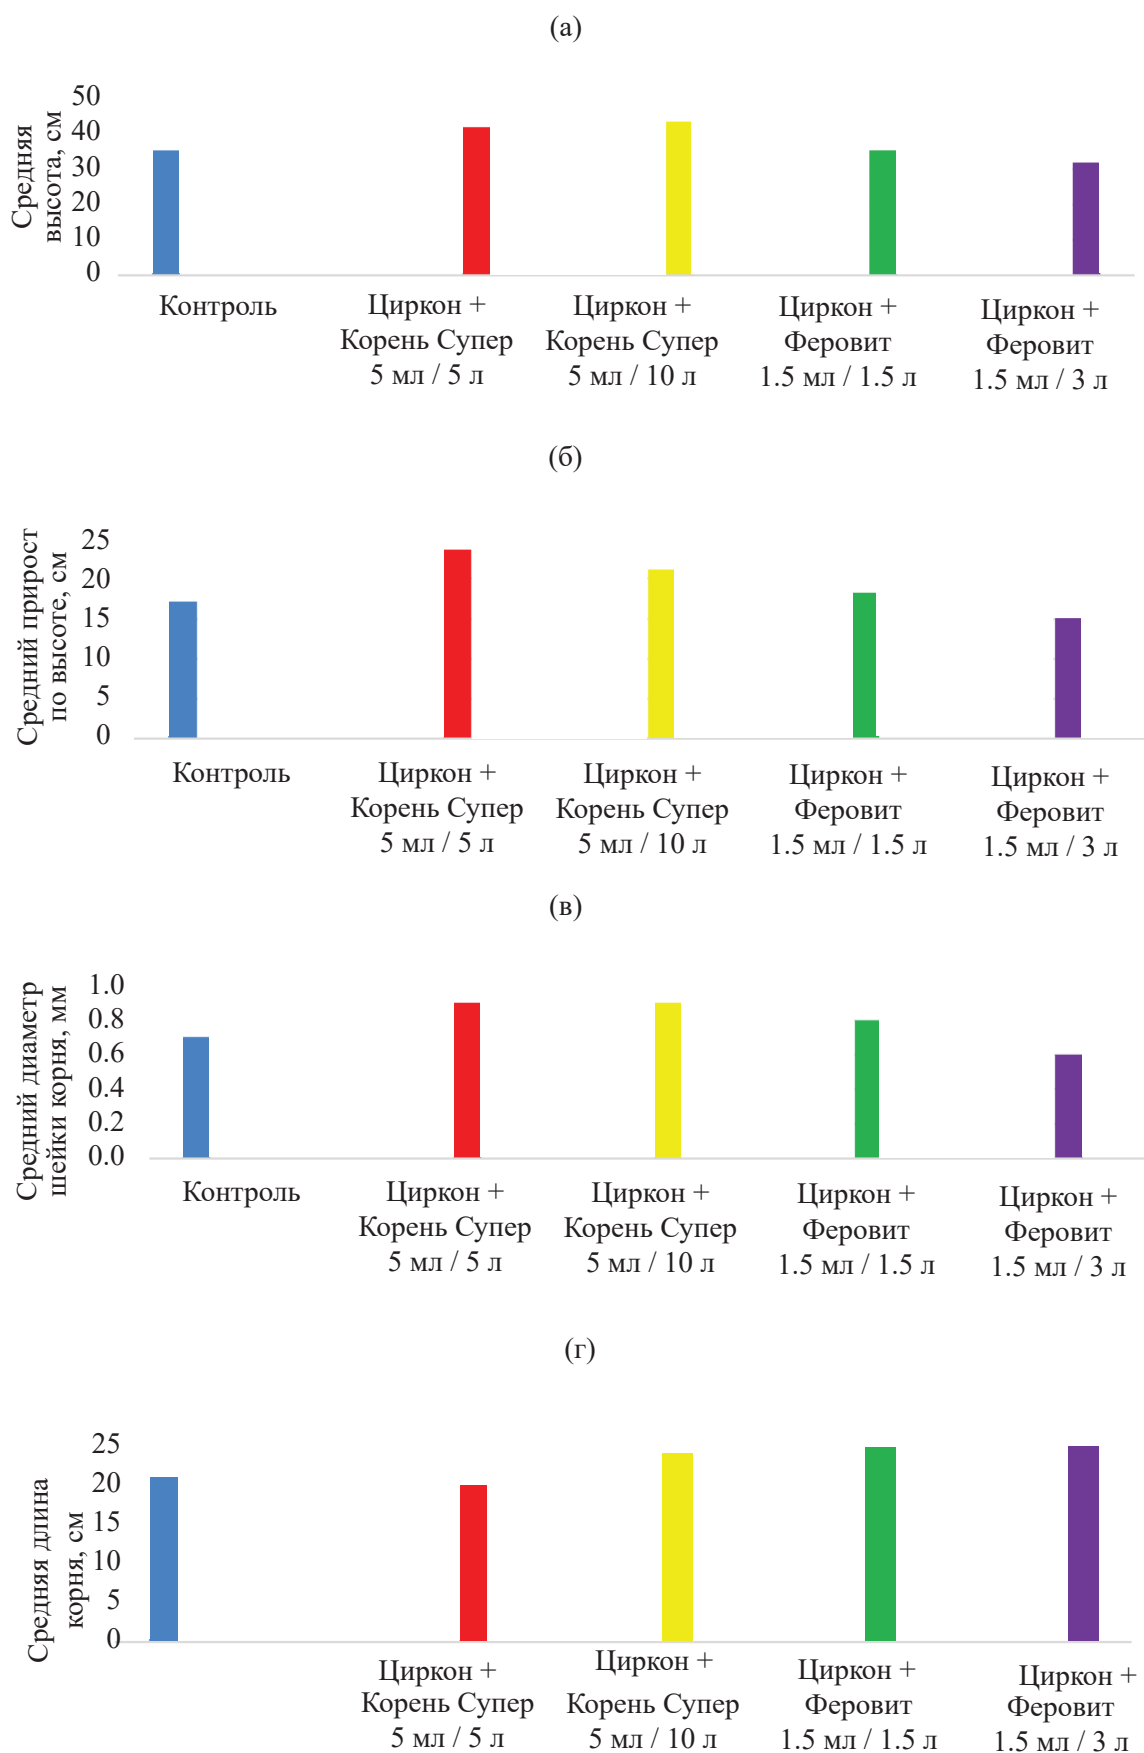 (а)
Средняя
высота, см
50
40
30
20
10
0
Контроль
Циркон +
Корень Супер
5 мл / 5 л
Циркон +
Корень Супер
5 мл / 10 л
Циркон +
Феровит
1.5 мл / 1.5 л
Циркон +
Феровит
1.5 мл / 3 л
(б)
Средний прирост
по высоте, см
25
20
15
10
5
0
Контроль
Циркон +
Корень Супер
5 мл / 5 л
Циркон +
Корень Супер
5 мл / 10 л
Циркон +
Феровит
1.5 мл / 1.5 л
Циркон +
Феровит
1.5 мл / 3 л
(в)
Средний диаметр
шейки корня, мм
1.0
0.8
0.6
0.4
0.2
0.0
Контроль
Циркон +
Корень Супер
5 мл / 5 л
Циркон +
Корень Супер
5 мл / 10 л
Циркон +
Феровит
1.5 мл / 1.5 л
Циркон +
Феровит
1.5 мл / 3 л
(г)
Средняя длина
корня, см
25
20
15
10
5
0
Циркон +
Корень Супер
5 мл / 5 л
Циркон +
Корень Супер
5 мл / 10 л
Циркон +
Феровит
1.5 мл / 1.5 л
Циркон +
Феровит
1.5 мл / 3 л